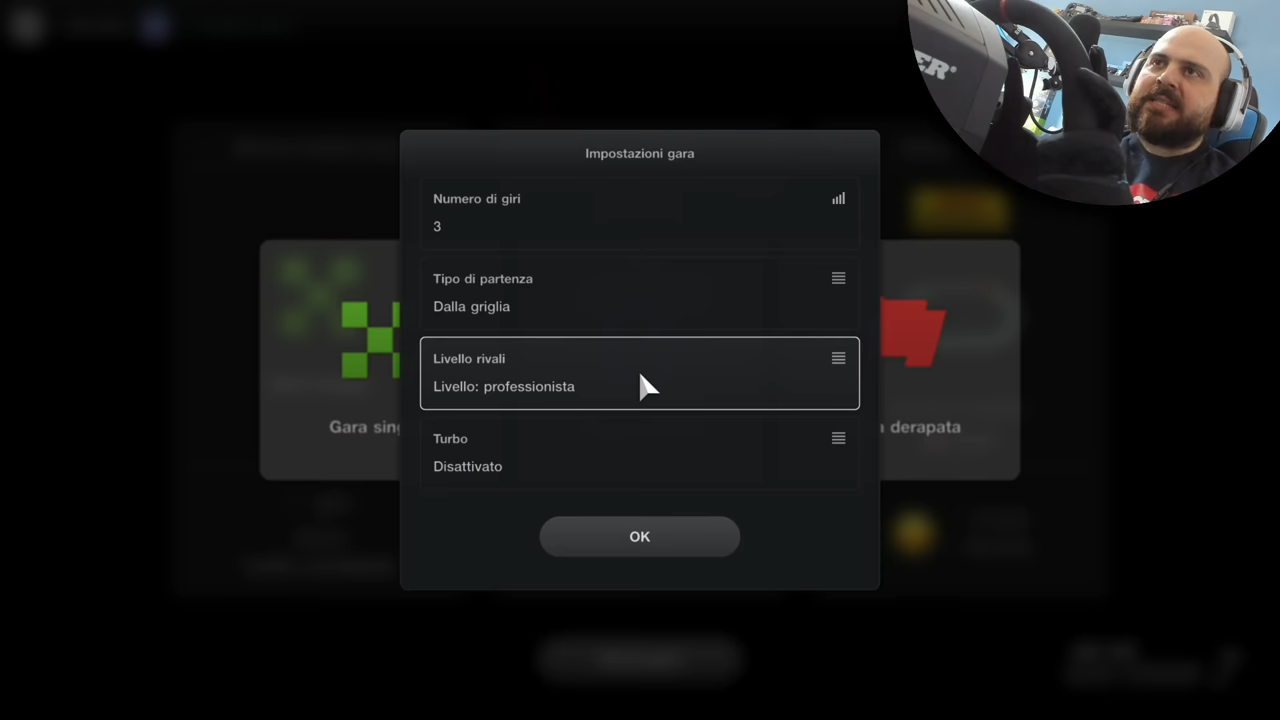 Impostazioni gara
Numero di giri
3
Tipo di partenza
Dalla griglia
Livello rivali
Livello: professionista
Turbo
Disattivato
OK
Gara sing
derapata
ER®